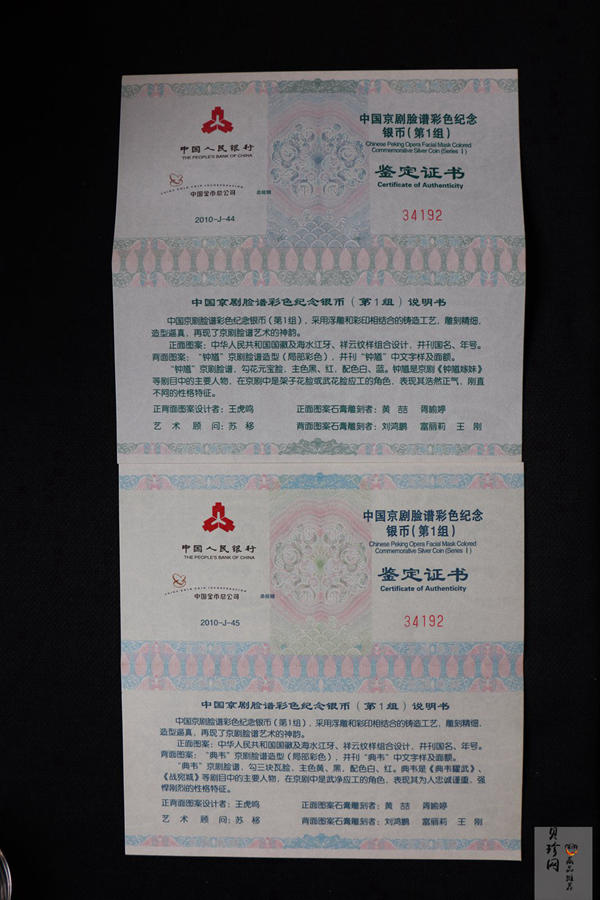 中国人民银行
THE PEOPLE'S BANK OF CHINA
CHINA GOLD COIN INCORPORATION
中国金币总公司
2010-J-44
中国京剧脸谱彩色纪念
银币(第1组)
Chinese Peking Opera Facial Mask Colored
Commemorative Silver Coin (Series Ⅰ)
鉴定证书
Certificate of Authenticity
34192
中国京剧脸谱彩色纪念银币(第1组)说明书
中国京剧脸谱彩色纪念银币(第1组),采用浮雕和彩印相结合的铸造工艺,雕刻精细,
造型逼真,再现了京剧脸谱艺术的神韵。
正面图案:中华人民共和国国徽及海水江牙、祥云纹样组合设计,并刊国名、年号。
背面图案:“钟馗”京剧脸谱造型(局部彩色),并刊“钟馗”中文字样及面额。
“钟馗”京剧脸谱,勾花元宝脸,主色黑、红,配色白、蓝。钟馗是京剧《钟馗嫁妹》
等剧目中的主要人物,在京剧中是架子花脸或武花脸应工的角色,表现其浩然正气,刚直
不阿的性格特征。
正背面图案设计者:王虎鸣 正面图案石膏雕刻者:黄喆 胥瑜婷
艺术顾问:苏移 背面图案石膏雕刻者:刘鸿鹏 富丽莉 王刚
中国人民银行
THE PEOPLE'S BANK OF CHINA
CHINA GOLD COIN INCORPORATION
中国金币总公司
2010-J-45
中国京剧脸谱彩色纪念
银币(第1组)
Chinese Peking Opera Facial Mask Colored
Commemorative Silver Coin (Series Ⅰ)
鉴定证书
Certificate of Authenticity
34192
中国京剧脸谱彩色纪念银币(第1组)说明书
中国京剧脸谱彩色纪念银币(第1组),采用浮雕和彩印相结合的铸造工艺,雕刻精细,
造型逼真,再现了京剧脸谱艺术的神韵。
正面图案:中华人民共和国国徽及海水江牙、祥云纹样组合设计,并刊国名、年号。
背面图案:“典韦”京剧脸谱造型(局部彩色),并刊“典韦”中文字样及面额。
“典韦”京剧脸谱,勾三块瓦脸,主色黄、黑,配色白、红。典韦是《典韦耀武》、
《战宛城》等剧目中的主要人物,在京剧中是武净应工的角色,表现其为人忠诚谨重,强
悍刚烈的性格特征。
正背面图案设计者:王虎鸣 正面图案石膏雕刻者:黄喆 胥瑜婷
艺术顾问:苏移 背面图案石膏雕刻者:刘鸿鹏 富丽莉 王刚
贝珍网